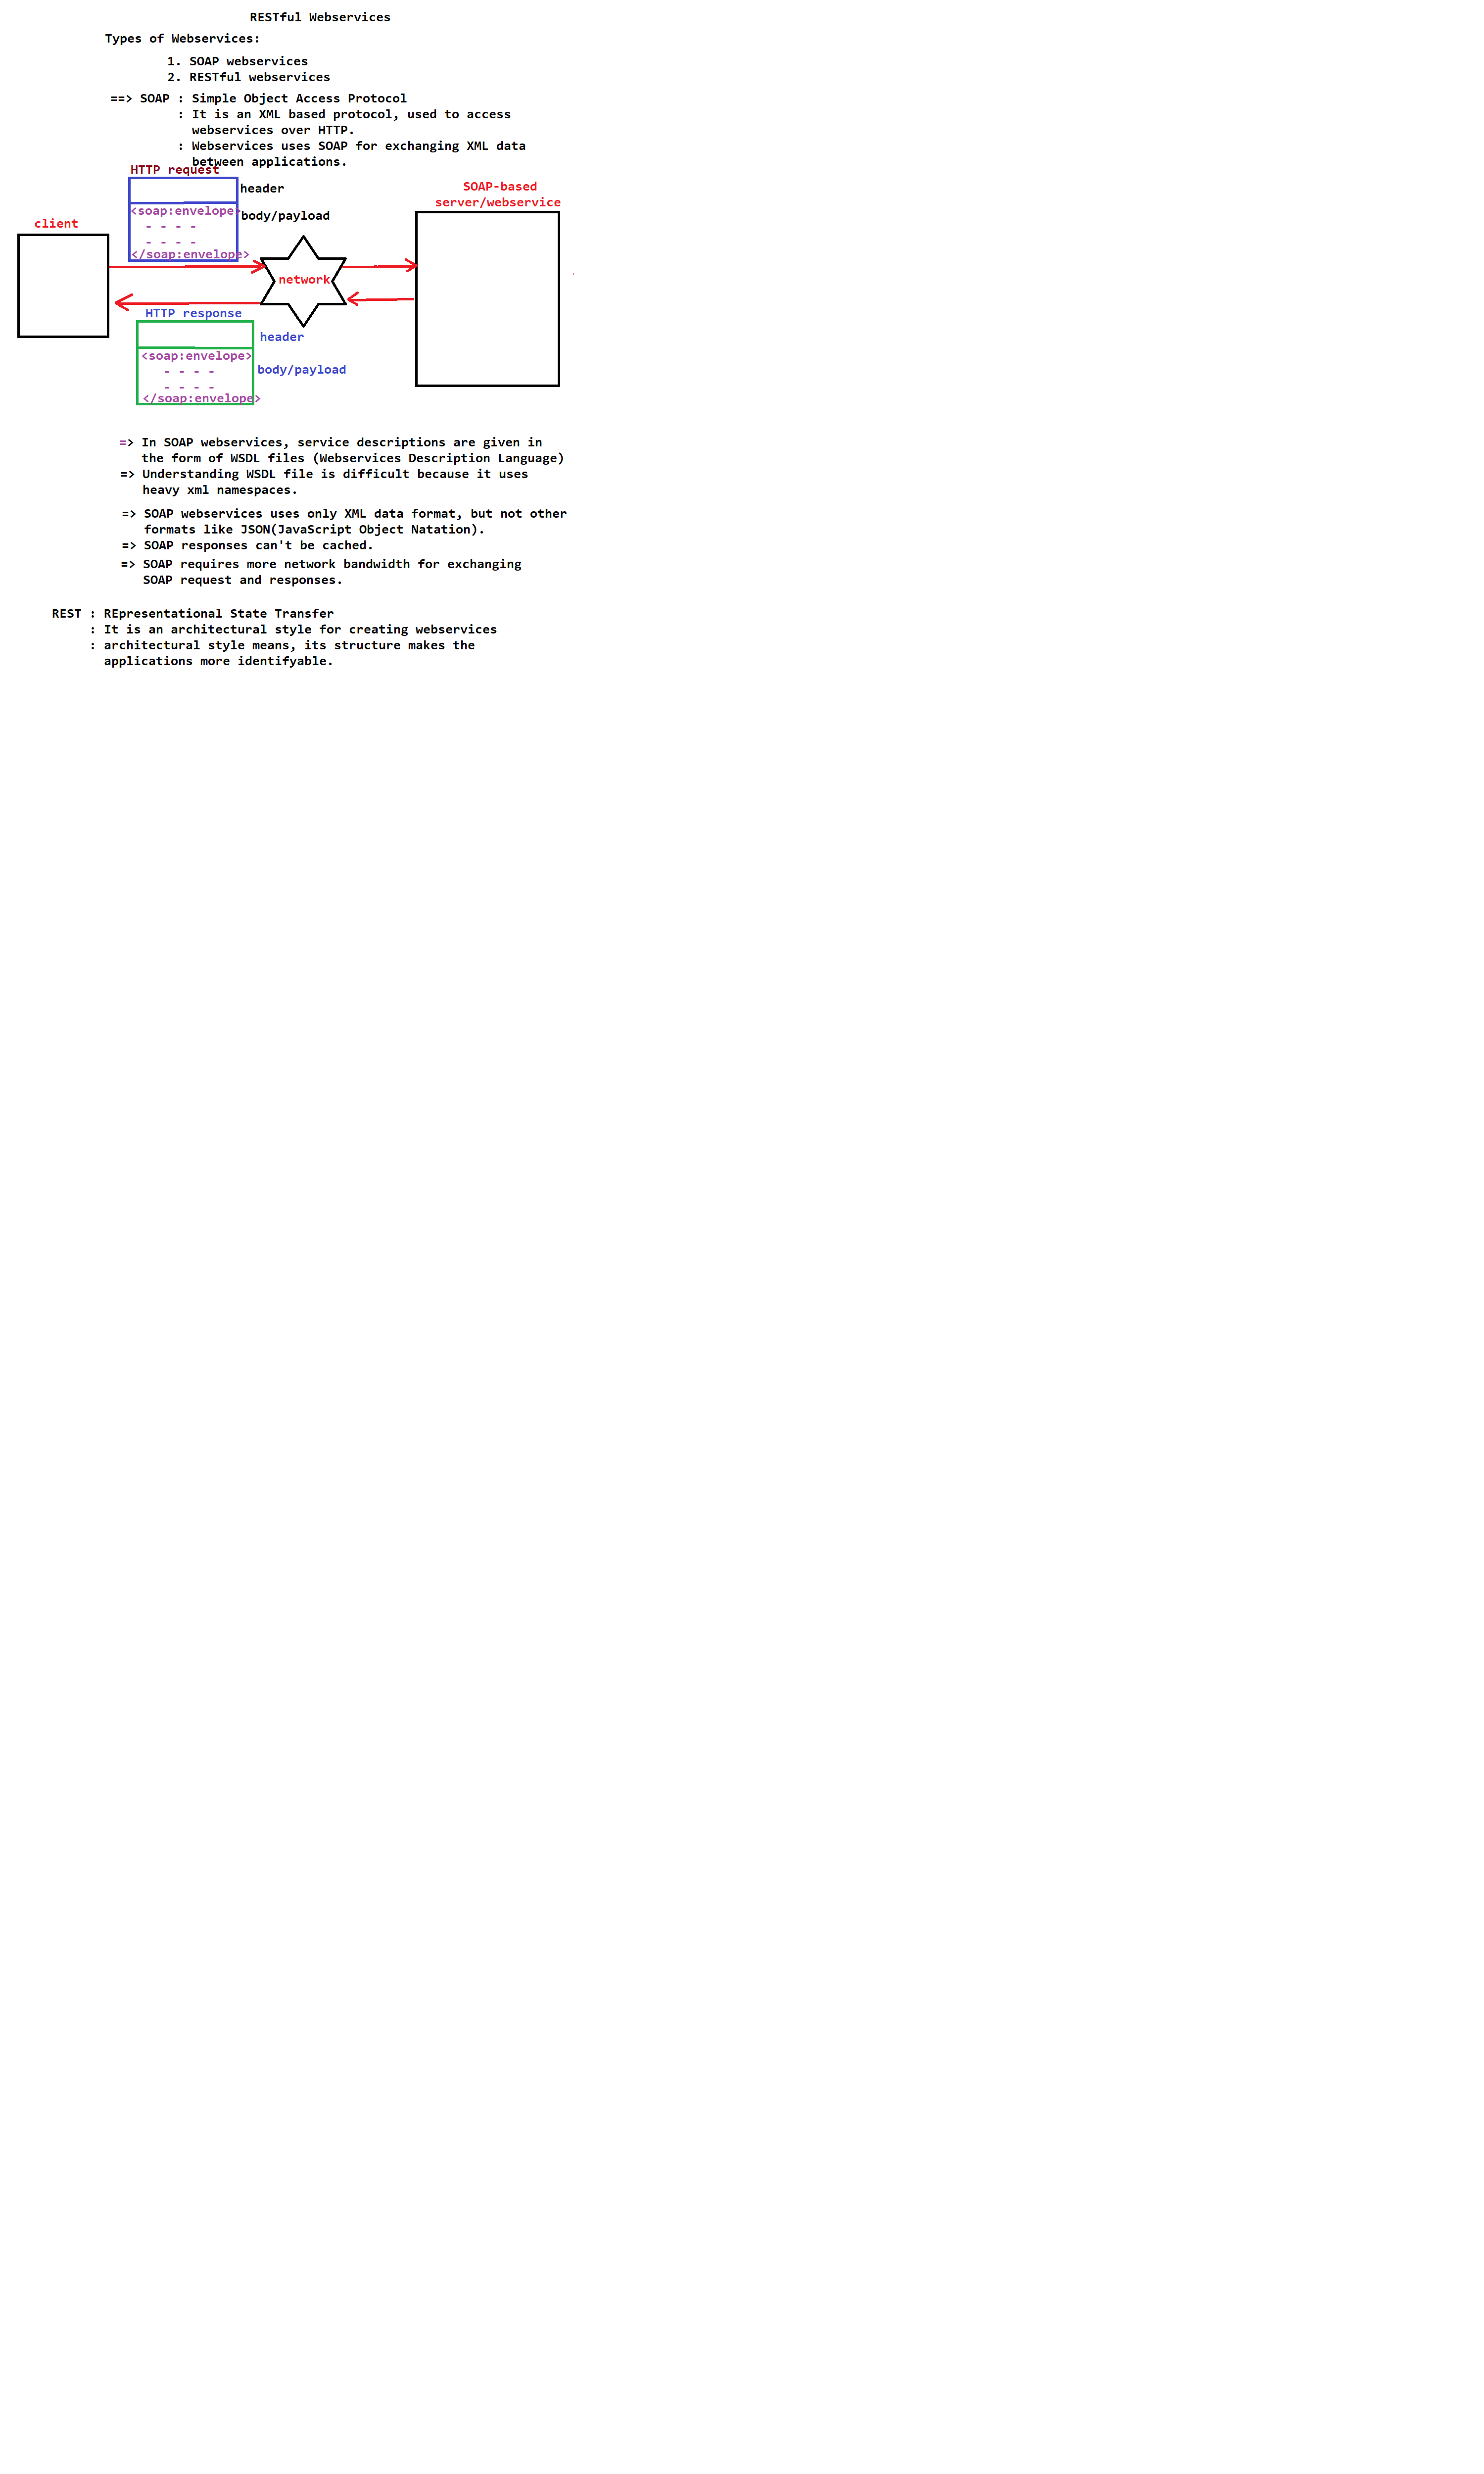 RESTful Webservices
Types of Webservices:
1. SOAP webservices
2. RESTful webservices
==> SOAP : Simple Object Access Protocol
: It is an XML based protocol, used to access
webservices over HTTP.
: Webservices uses SOAP for exchanging XML data
between applications.
HTTP request
header
<soap:envelope>
body/payload
- - - -
- - - -
</soap:envelope>
client
SOAP-based
server/webservice
network
HTTP response
header
<soap:envelope>
body/payload
- - - -
- - - -
</soap:envelope>
=> In SOAP webservices, service descriptions are given in
the form of WSDL files (Webservices Description Language)
=> Understanding WSDL file is difficult because it uses
heavy xml namespaces.
=> SOAP webservices uses only XML data format, but not other
formats like JSON(JavaScript Object Natation).
=> SOAP responses can't be cached.
=> SOAP requires more network bandwidth for exchanging
SOAP request and responses.
REST : REpresentational State Transfer
: It is an architectural style for creating webservices
: architectural style means, its structure makes the
applications more identifyable.